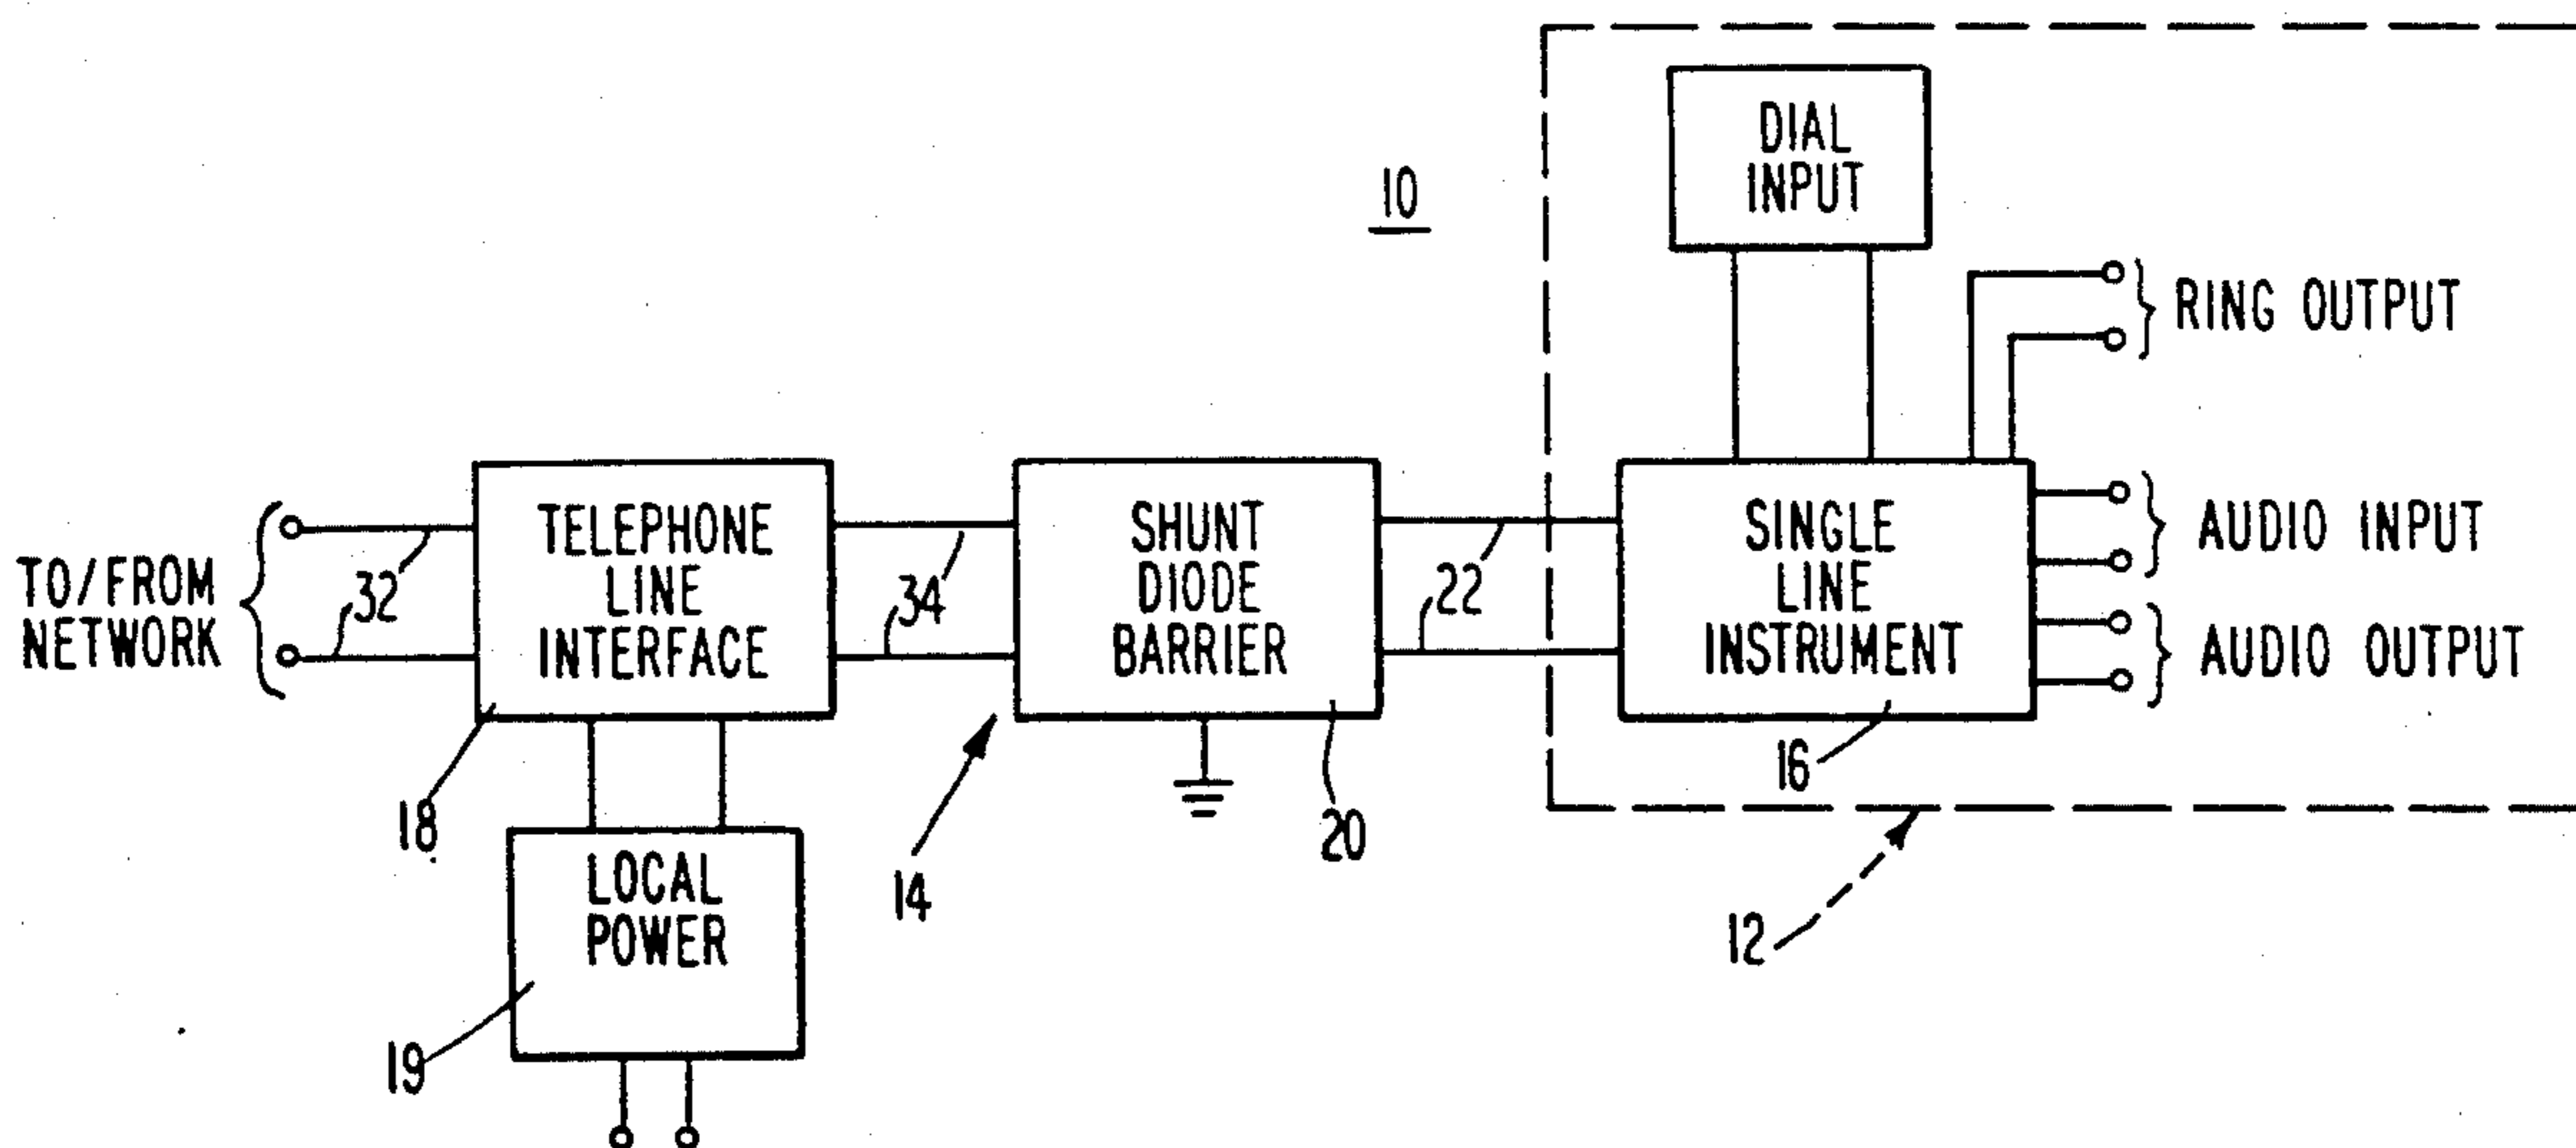 10
DIAL
INPUT
RING OUTPUT
TO/FROM
NETWORK
32
32
TELEPHONE
LINE
INTERFACE
34
SHUNT
DIODE
BARRIER
22
SINGLE
LINE
INSTRUMENT
AUDIO INPUT
AUDIO OUTPUT
18
14
20
16
12
LOCAL
POWER
19